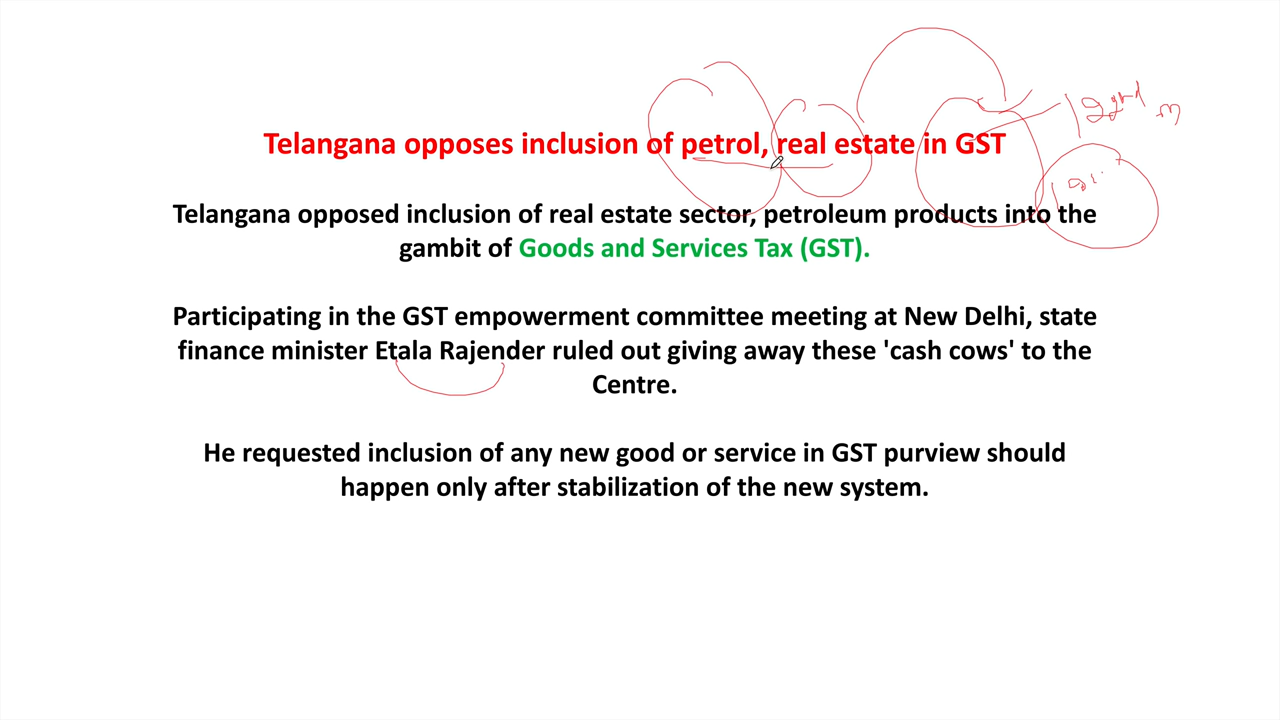 Telangana opposes inclusion of petrol, real estate in GST
Telangana opposed inclusion of real estate sector, petroleum products into the
gambit of Goods and Services Tax (GST).
Participating in the GST empowerment committee meeting at New Delhi, state
finance minister Etala Rajender ruled out giving away these 'cash cows' to the
Centre.
He requested inclusion of any new good or service in GST purview should
happen only after stabilization of the new system.